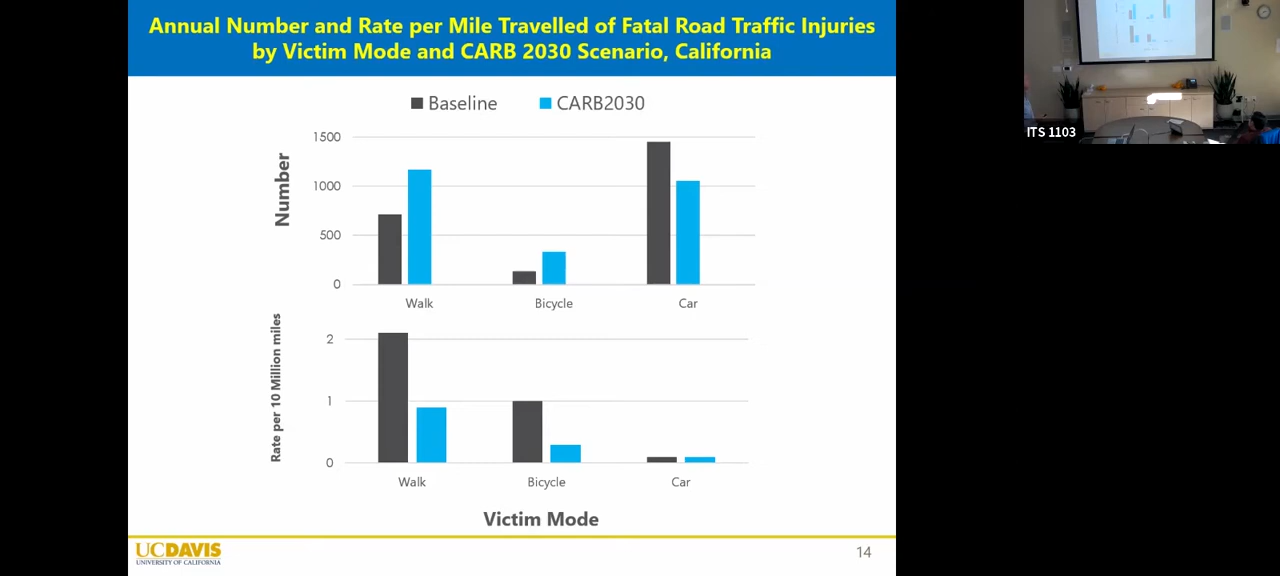 Annual Number and Rate per Mile Travelled of Fatal Road Traffic Injuries
by Victim Mode and CARB 2030 Scenario, California
Baseline CARB2030
Number
1500
1000
500
0
Walk Bicycle Car
Rate per 10 Million miles
2
1
0
Walk Bicycle Car
Victim Mode
UCDAVIS
UNIVERSITY OF CALIFORNIA
14
ITS 1103